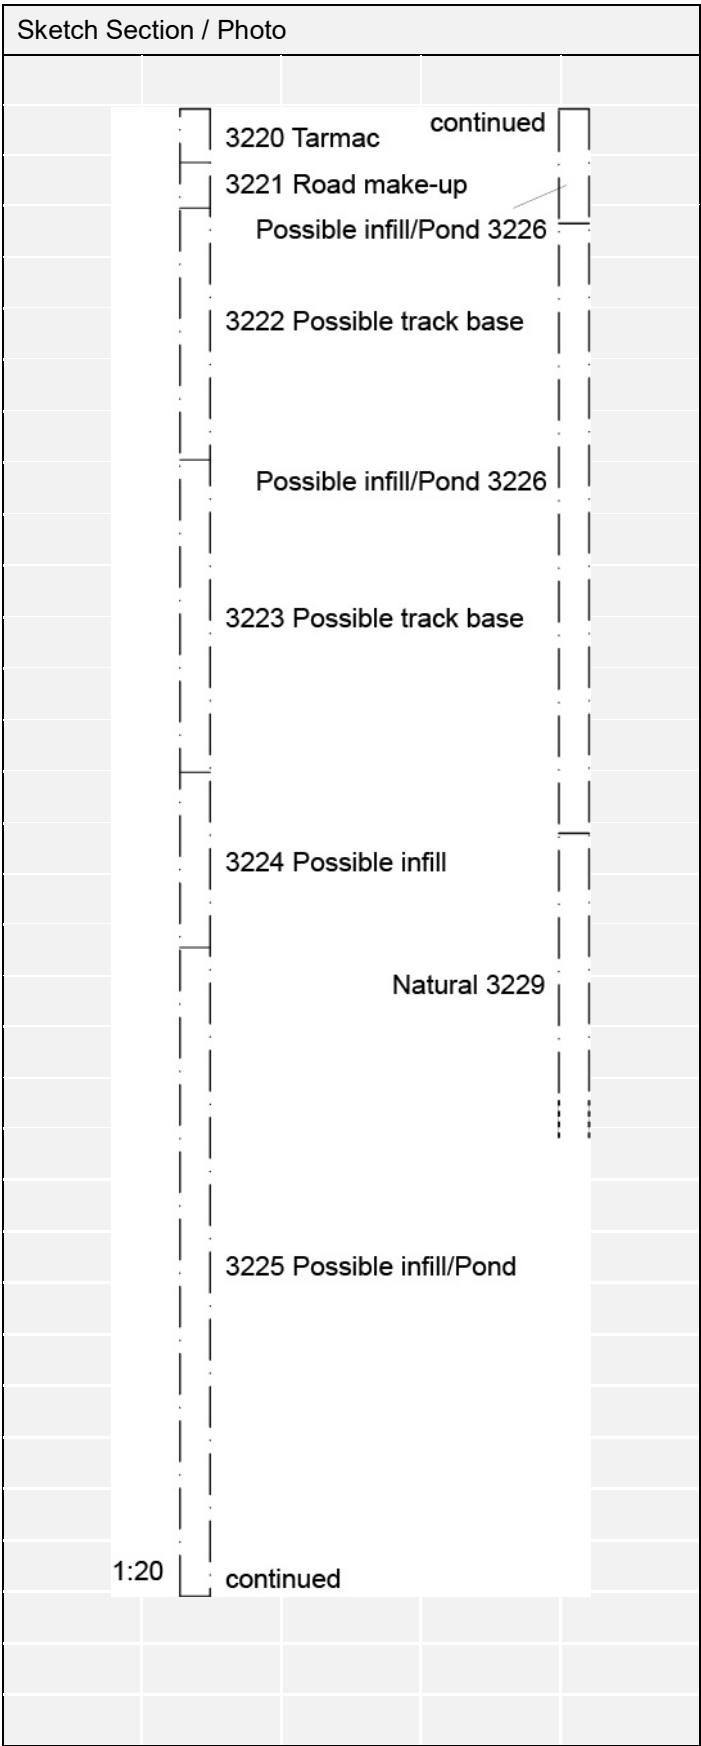 Sketch Section / Photo
continued
3220 Tarmac
3221 Road make-up
Possible infill/Pond 3226
3222 Possible track base
Possible infill/Pond 3226
3223 Possible track base
3224 Possible infill
Natural 3229
3225 Possible infill/Pond
1:20
continued